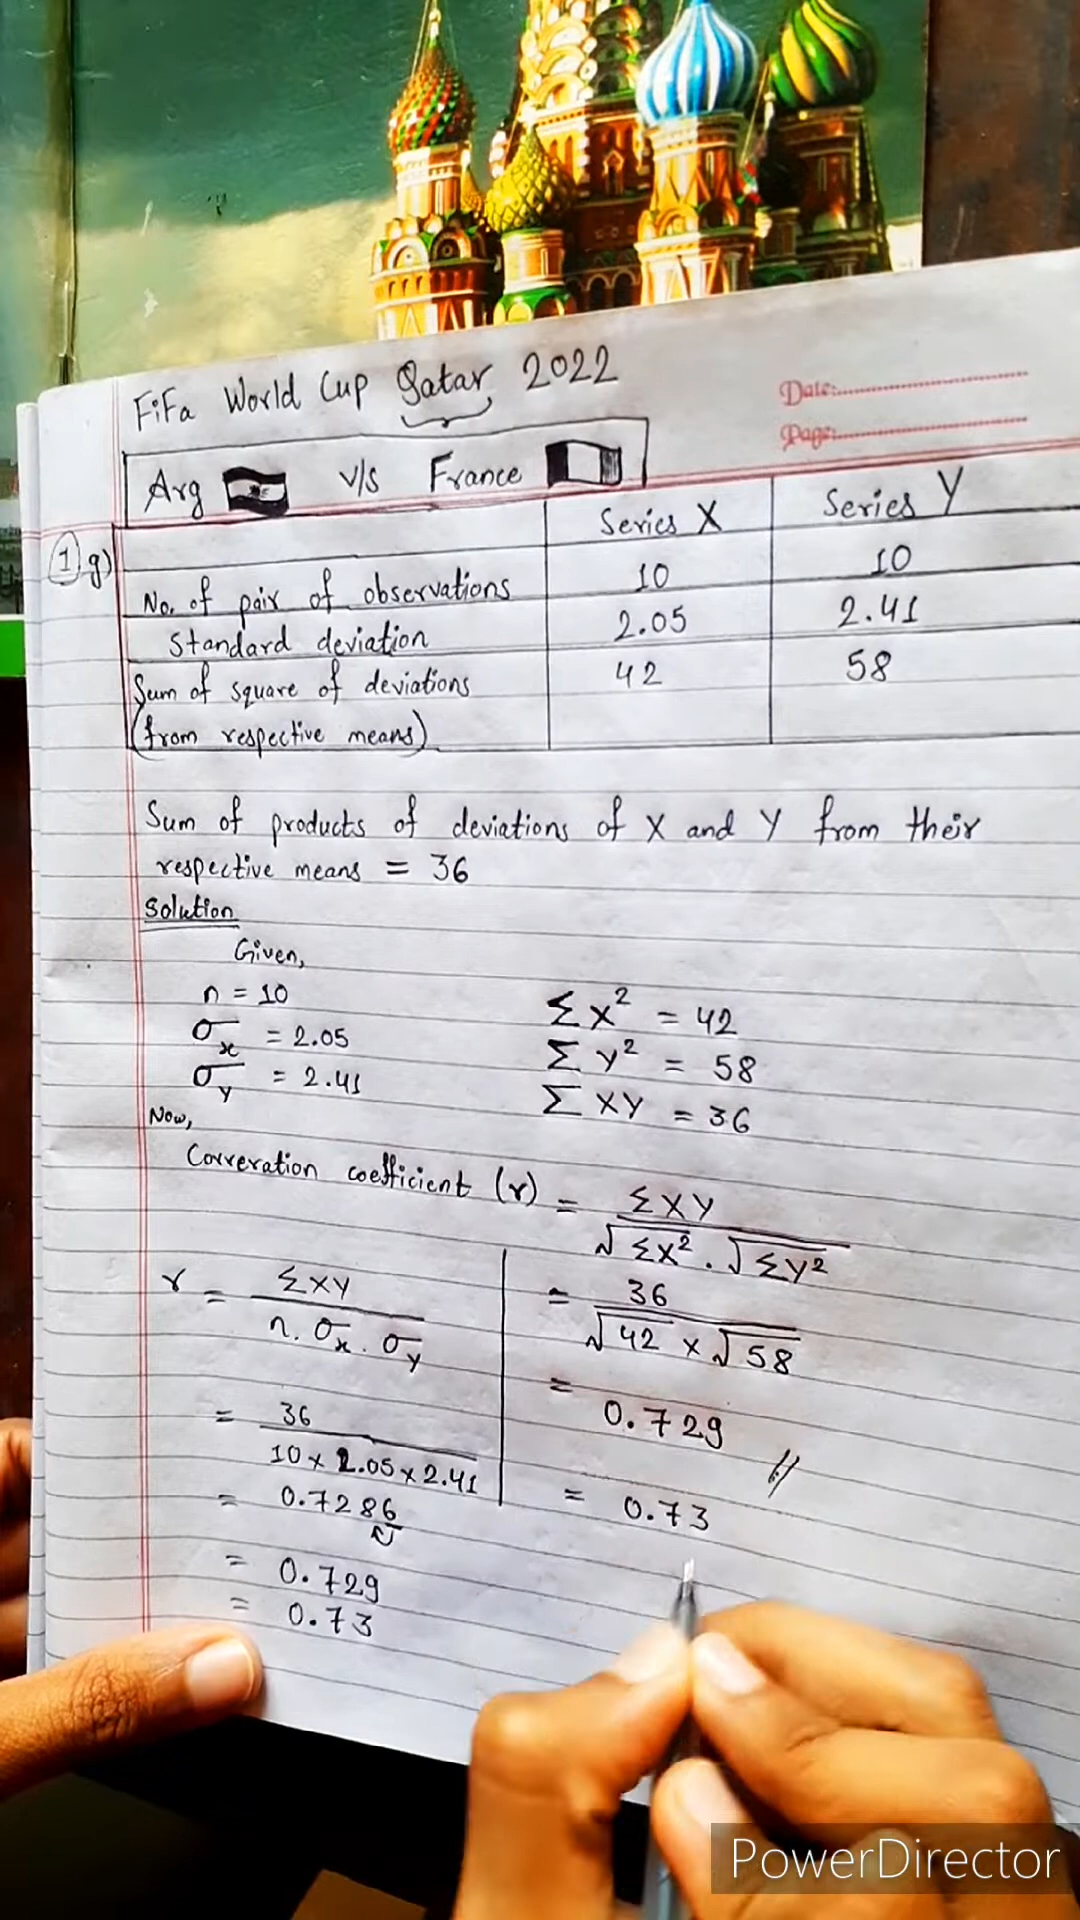 FiFa World Cup Qatar 2022
Date:
Page:
Arg v/s France
Series X Series Y
1 g)
No. of pair of observations 10 10
Standard deviation 2.05 2.41
Sum of square of deviations 42 58
(from respective means)
Sum of products of deviations of X and Y from their
respective means = 36
Solution
Given,
n = 10 Σx² = 42
σx = 2.05 Σy² = 58
σy = 2.41 ΣXY = 36
Now,
Correration coefficient (r) = ΣXY / √ΣX² . √ΣY²
r = ΣXY / n. σx. σy
= 36 / √42 x √58
= 36 / 10 x 2.05 x 2.41
= 0.729 //
= 0.7286
= 0.73
= 0.729
= 0.73
PowerDirector